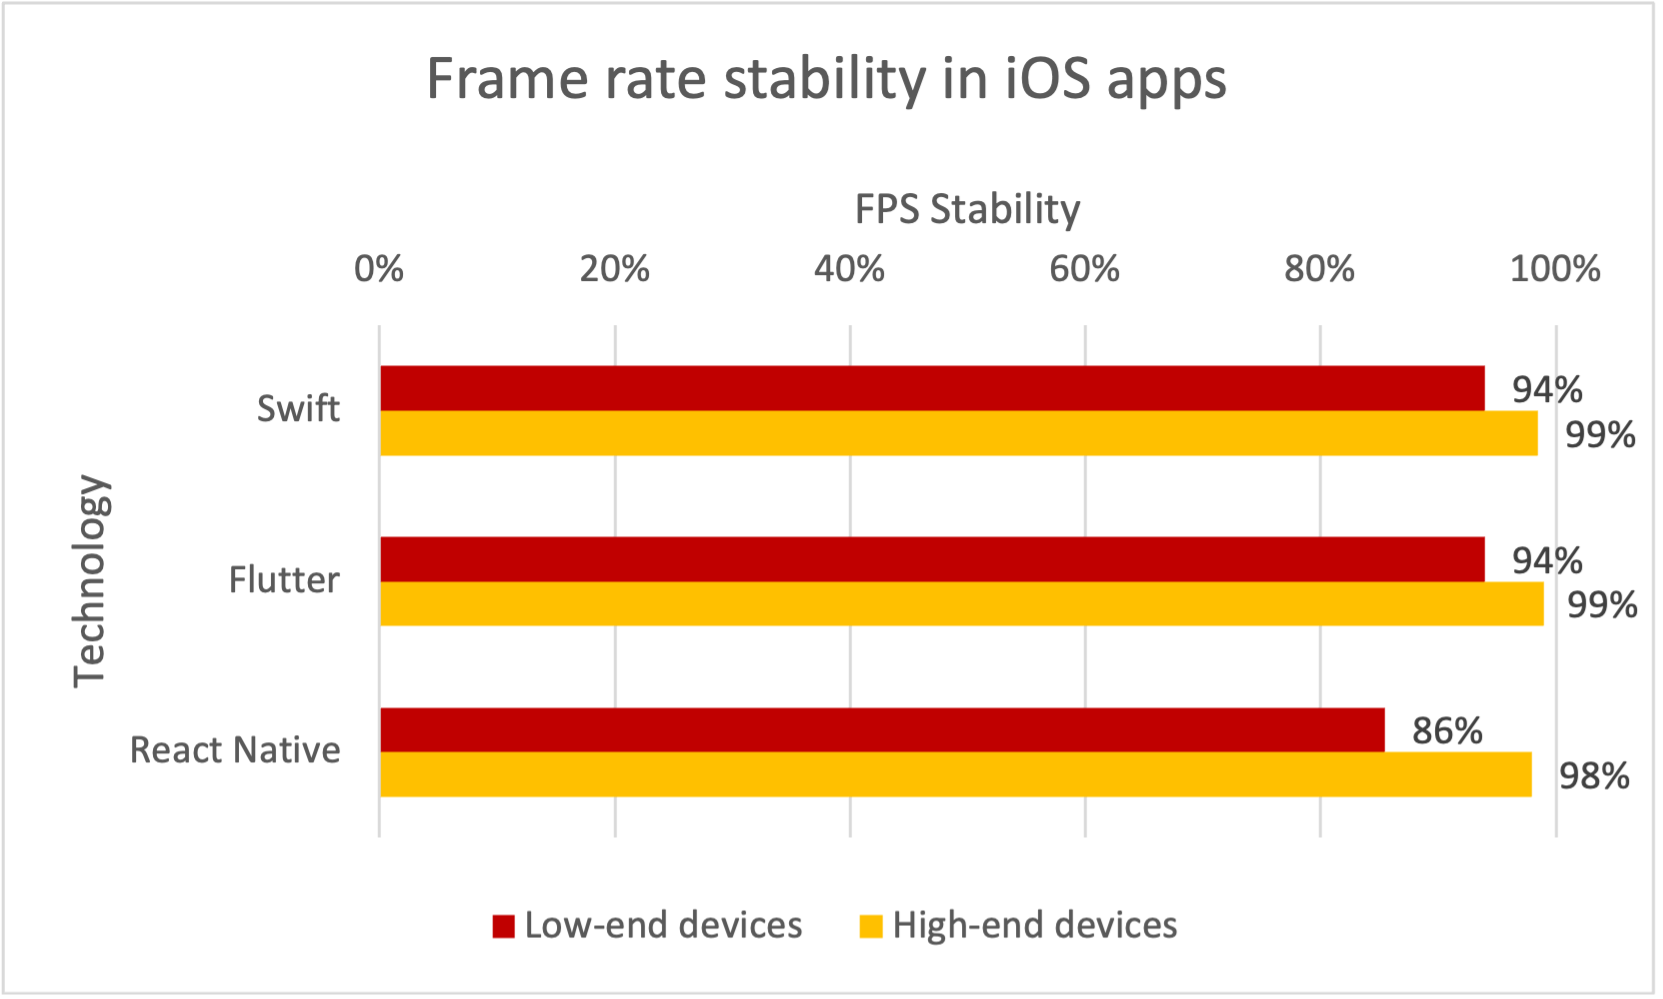 Frame rate stability in iOS apps
FPS Stability
0% 20% 40% 60% 80% 100%
Technology
Swift
94%
99%
Flutter
94%
99%
React Native
86%
98%
Low-end devices High-end devices